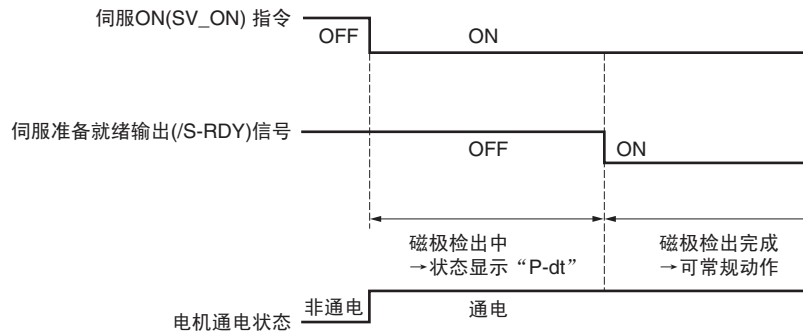 伺服ON(SV_ON) 指令
OFF
ON
伺服准备就绪输出(/S-RDY)信号
OFF
ON
磁极检出中
→状态显示“P-dt”
磁极检出完成
→可常规动作
电机通电状态
非通电
通电